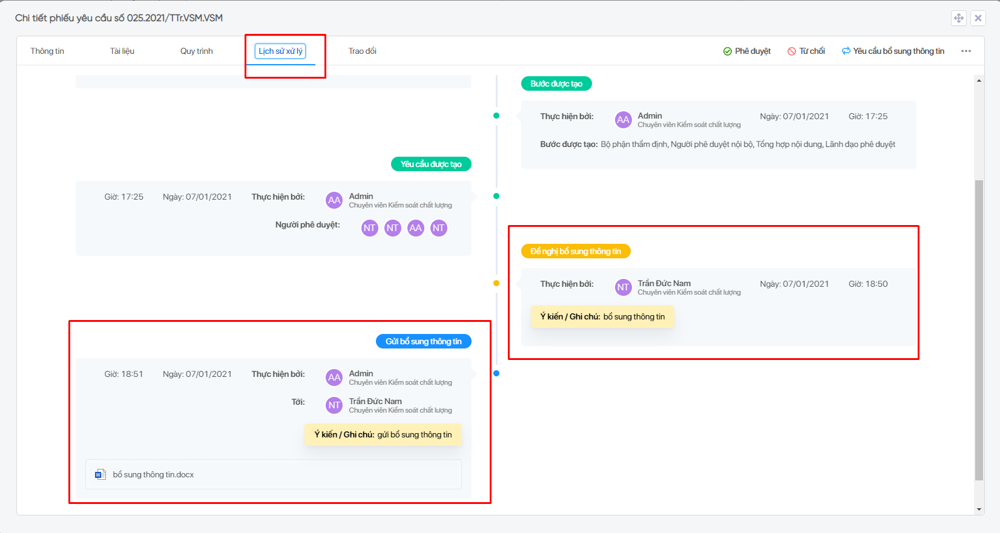 Chi tiết phiếu yêu cầu số 025.2021/TTr.VSM.VSM
Thông tin Tài liệu Quy trình Lịch sử xử lý Trao đổi Phê duyệt Từ chối Yêu cầu bổ sung thông tin
Bước được tạo
Thực hiện bởi: AA Admin Ngày: 07/01/2021 Giờ: 17:25
Chuyên viên Kiểm soát chất lượng
Bước được tạo: Bộ phận thẩm định, Người phê duyệt nội bộ, Tổng hợp nội dung, Lãnh đạo phê duyệt
Yêu cầu được tạo
Giờ: 17:25 Ngày: 07/01/2021 Thực hiện bởi: AA Admin
Chuyên viên Kiểm soát chất lượng
Người phê duyệt: NT NT AA NT
Đề nghị bổ sung thông tin
Thực hiện bởi: NT Trần Đức Nam Ngày: 07/01/2021 Giờ: 18:50
Chuyên viên Kiểm soát chất lượng
Ý kiến / Ghi chú: bổ sung thông tin
Gửi bổ sung thông tin
Giờ: 18:51 Ngày: 07/01/2021 Thực hiện bởi: AA Admin
Chuyên viên Kiểm soát chất lượng
Tới: NT Trần Đức Nam
Chuyên viên Kiểm soát chất lượng
Ý kiến / Ghi chú: gửi bổ sung thông tin
bổ sung thông tin.docx